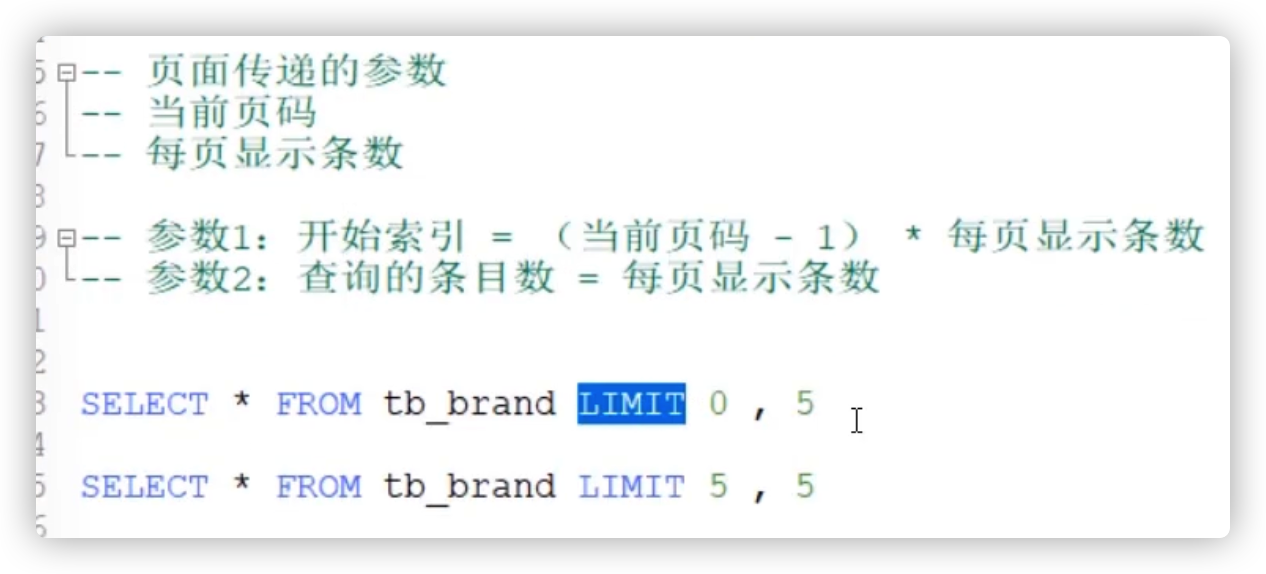 5 -- 页面传递的参数
6 -- 当前页码
7 -- 每页显示条数
8
9 -- 参数1：开始索引 = （当前页码 - 1） * 每页显示条数
0 -- 参数2：查询的条目数 = 每页显示条数
1
2
3 SELECT * FROM tb_brand LIMIT 0 , 5
4
5 SELECT * FROM tb_brand LIMIT 5 , 5
6